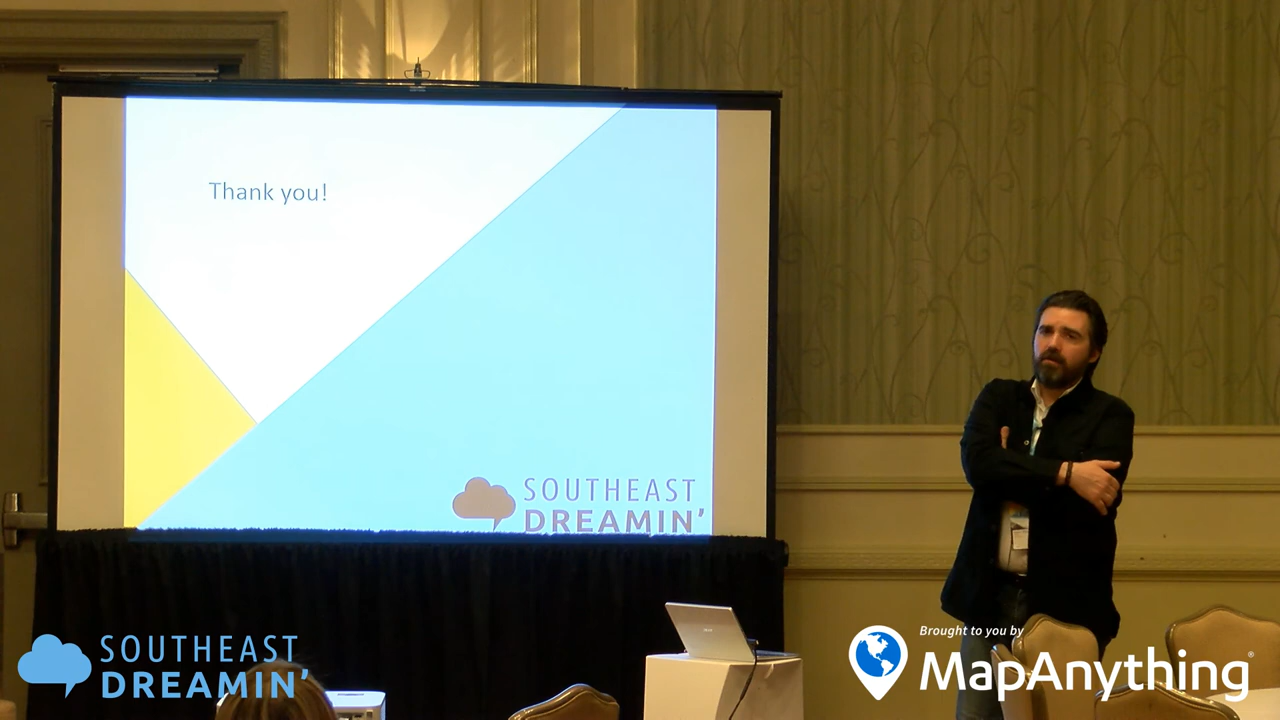 Thank you!
SOUTHEAST
DREAMIN'
SOUTHEAST
DREAMIN'
Brought to you by
MapAnything®